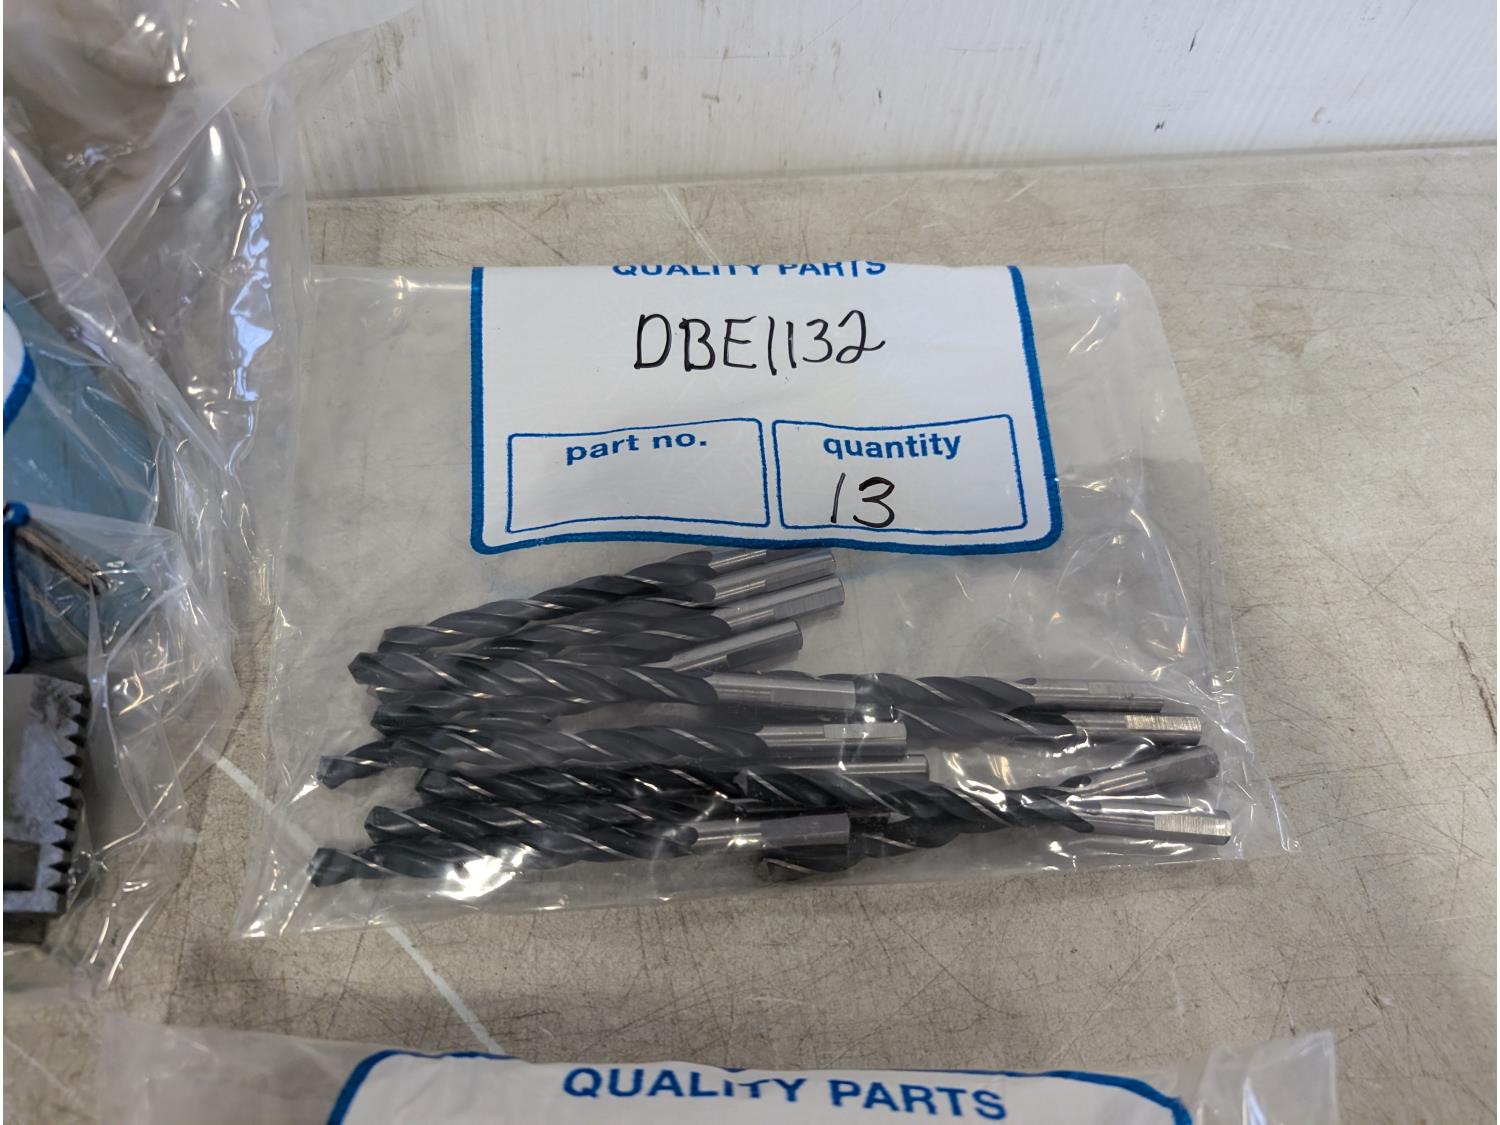 QUALITY PARTS
DBE1132
part no.
quantity
13
QUALITY PARTS